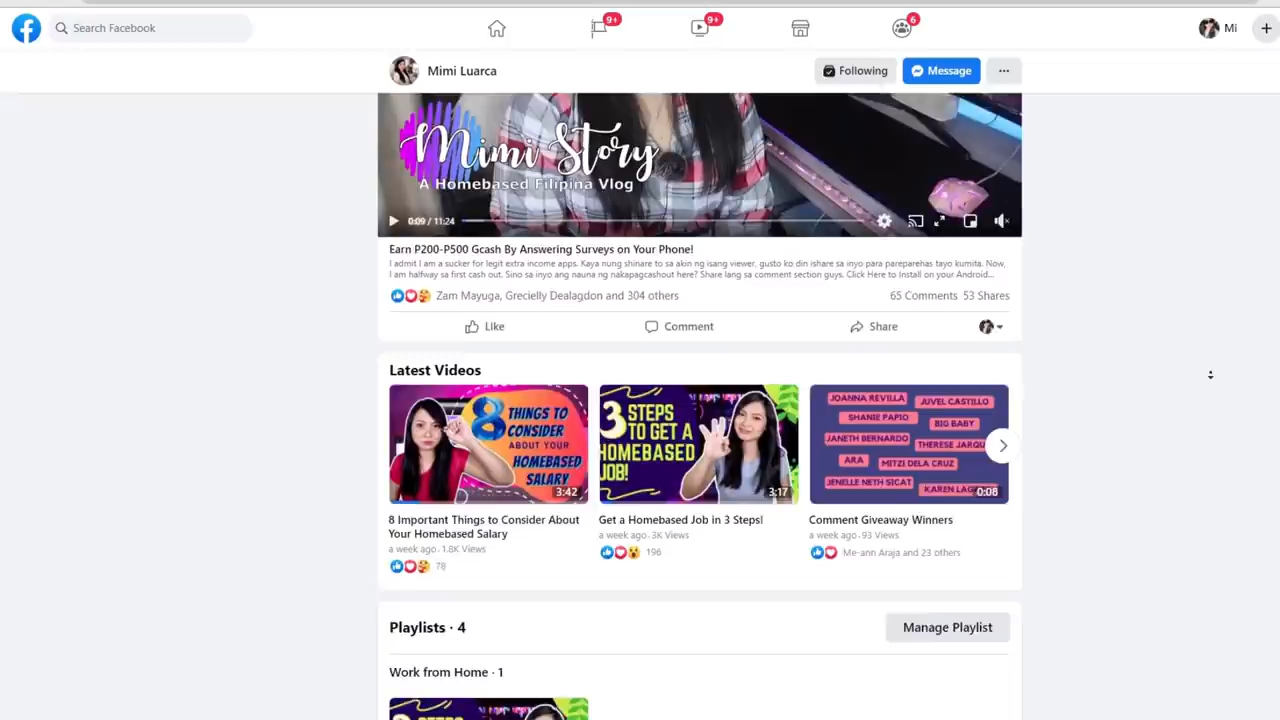 Search Facebook
9+
9+
6
Mi
Mimi Luarca
Following
Message
Mimi Story
A Homebased Filipina Vlog
0:09 / 11:24
Earn P200-P500 Gcash By Answering Surveys on Your Phone!
I admit I am a sucker for legit extra income apps. Kaya nung shinare to sa akin ng isang viewer, gusto ko din ishare sa inyo para pareparehas tayo kumita. Now,
I am halfway sa first cash out. Sino sa inyo ang nauna ng nakapagcashout here? Share lang sa comment section guys. Click Here to Install on your Android...
Zam Mayuga, Grecielly Dealagdon and 304 others
65 Comments 53 Shares
Like
Comment
Share
Latest Videos
8 THINGS TO
CONSIDER
ABOUT YOUR
HOMEBASED
SALARY
3:42
3 STEPS
TO GET A
HOMEBASED
JOB!
3:17
JOANNA REVILLA
JUVEL CASTILLO
SHANIE PAPIO
BIG BABY
JANETH BERNARDO
THERESE JARQU
ARA
MITZI DELA CRUZ
JENELLE NETH SICAT
KAREN
0:08
8 Important Things to Consider About
Your Homebased Salary
a week ago · 1.8K Views
78
Get a Homebased Job in 3 Steps!
a week ago · 3K Views
196
Comment Giveaway Winners
a week ago · 93 Views
Me-ann Araja and 23 others
Playlists · 4
Manage Playlist
Work from Home · 1